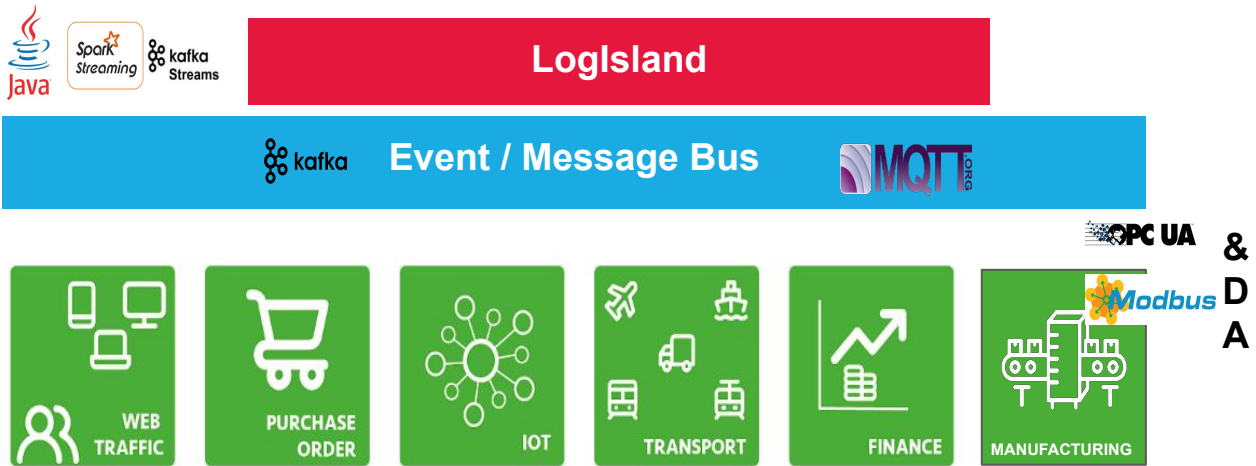 Java
Spark
Streaming
kafka
Streams
LogIsland
kafka
Event / Message Bus
MQTT
.ORG
OPC UA
&
D
A
Modbus
WEB
TRAFFIC
PURCHASE
ORDER
IOT
TRANSPORT
FINANCE
MANUFACTURING